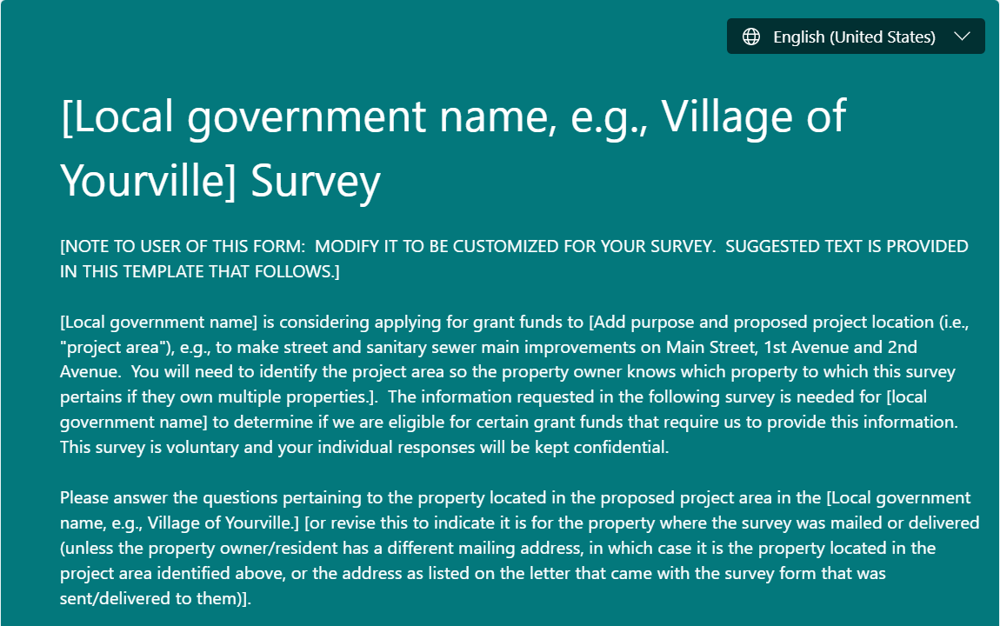 English (United States)
[Local government name, e.g., Village of
Yourville] Survey
[NOTE TO USER OF THIS FORM:  MODIFY IT TO BE CUSTOMIZED FOR YOUR SURVEY.  SUGGESTED TEXT IS PROVIDED
IN THIS TEMPLATE THAT FOLLOWS.]
[Local government name] is considering applying for grant funds to [Add purpose and proposed project location (i.e.,
"project area"), e.g., to make street and sanitary sewer main improvements on Main Street, 1st Avenue and 2nd
Avenue.  You will need to identify the project area so the property owner knows which property to which this survey
pertains if they own multiple properties.].  The information requested in the following survey is needed for [local
government name] to determine if we are eligible for certain grant funds that require us to provide this information.
This survey is voluntary and your individual responses will be kept confidential.
Please answer the questions pertaining to the property located in the proposed project area in the [Local government
name, e.g., Village of Yourville.] [or revise this to indicate it is for the property where the survey was mailed or delivered
(unless the property owner/resident has a different mailing address, in which case it is the property located in the
project area identified above, or the address as listed on the letter that came with the survey form that was
sent/delivered to them)].